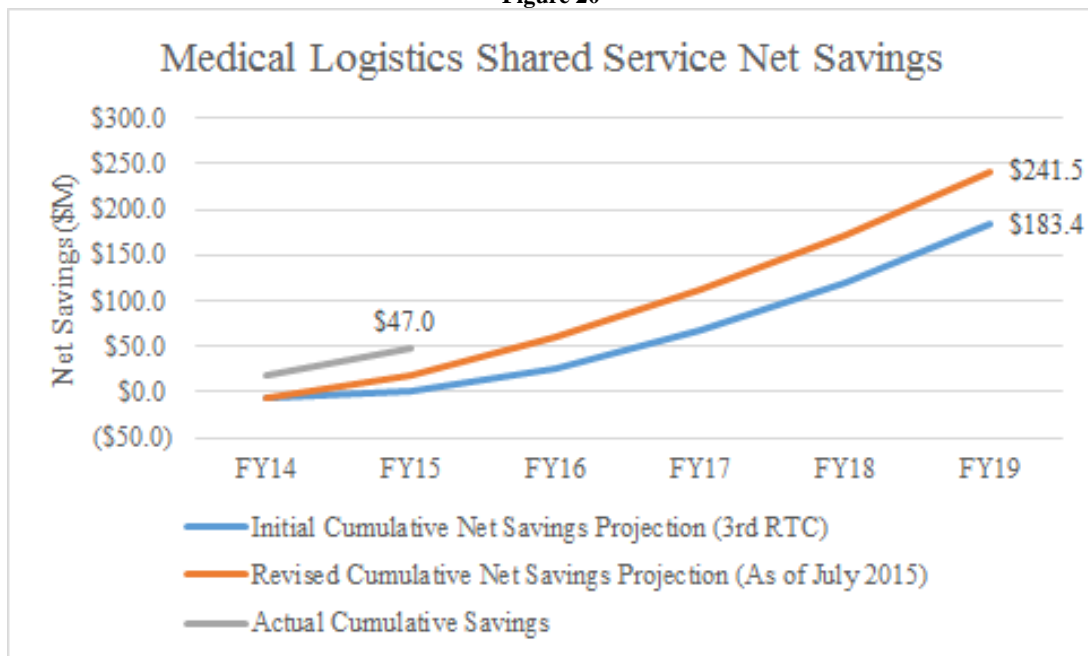 Figure 20
Medical Logistics Shared Service Net Savings
$300.0
$250.0
$200.0
$150.0
$100.0
$50.0
$0.0
($50.0)
Net Savings ($M)
$241.5
$183.4
$47.0
FY14 FY15 FY16 FY17 FY18 FY19
Initial Cumulative Net Savings Projection (3rd RTC)
Revised Cumulative Net Savings Projection (As of July 2015)
Actual Cumulative Savings